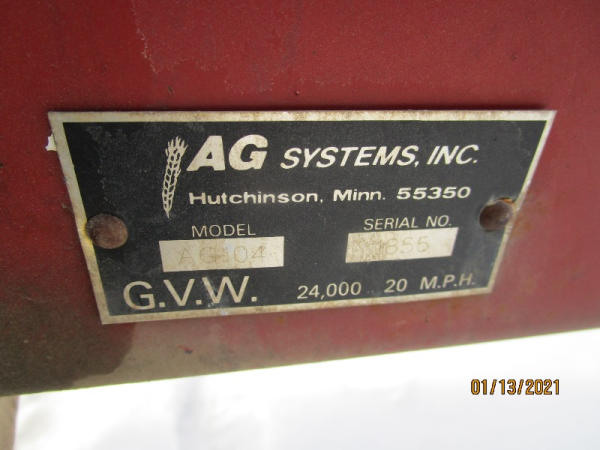 AG SYSTEMS, INC.
Hutchinson, Minn. 55350
MODEL SERIAL NO.
AG104
G.V.W. 24,000 20 M.P.H.
01/13/2021